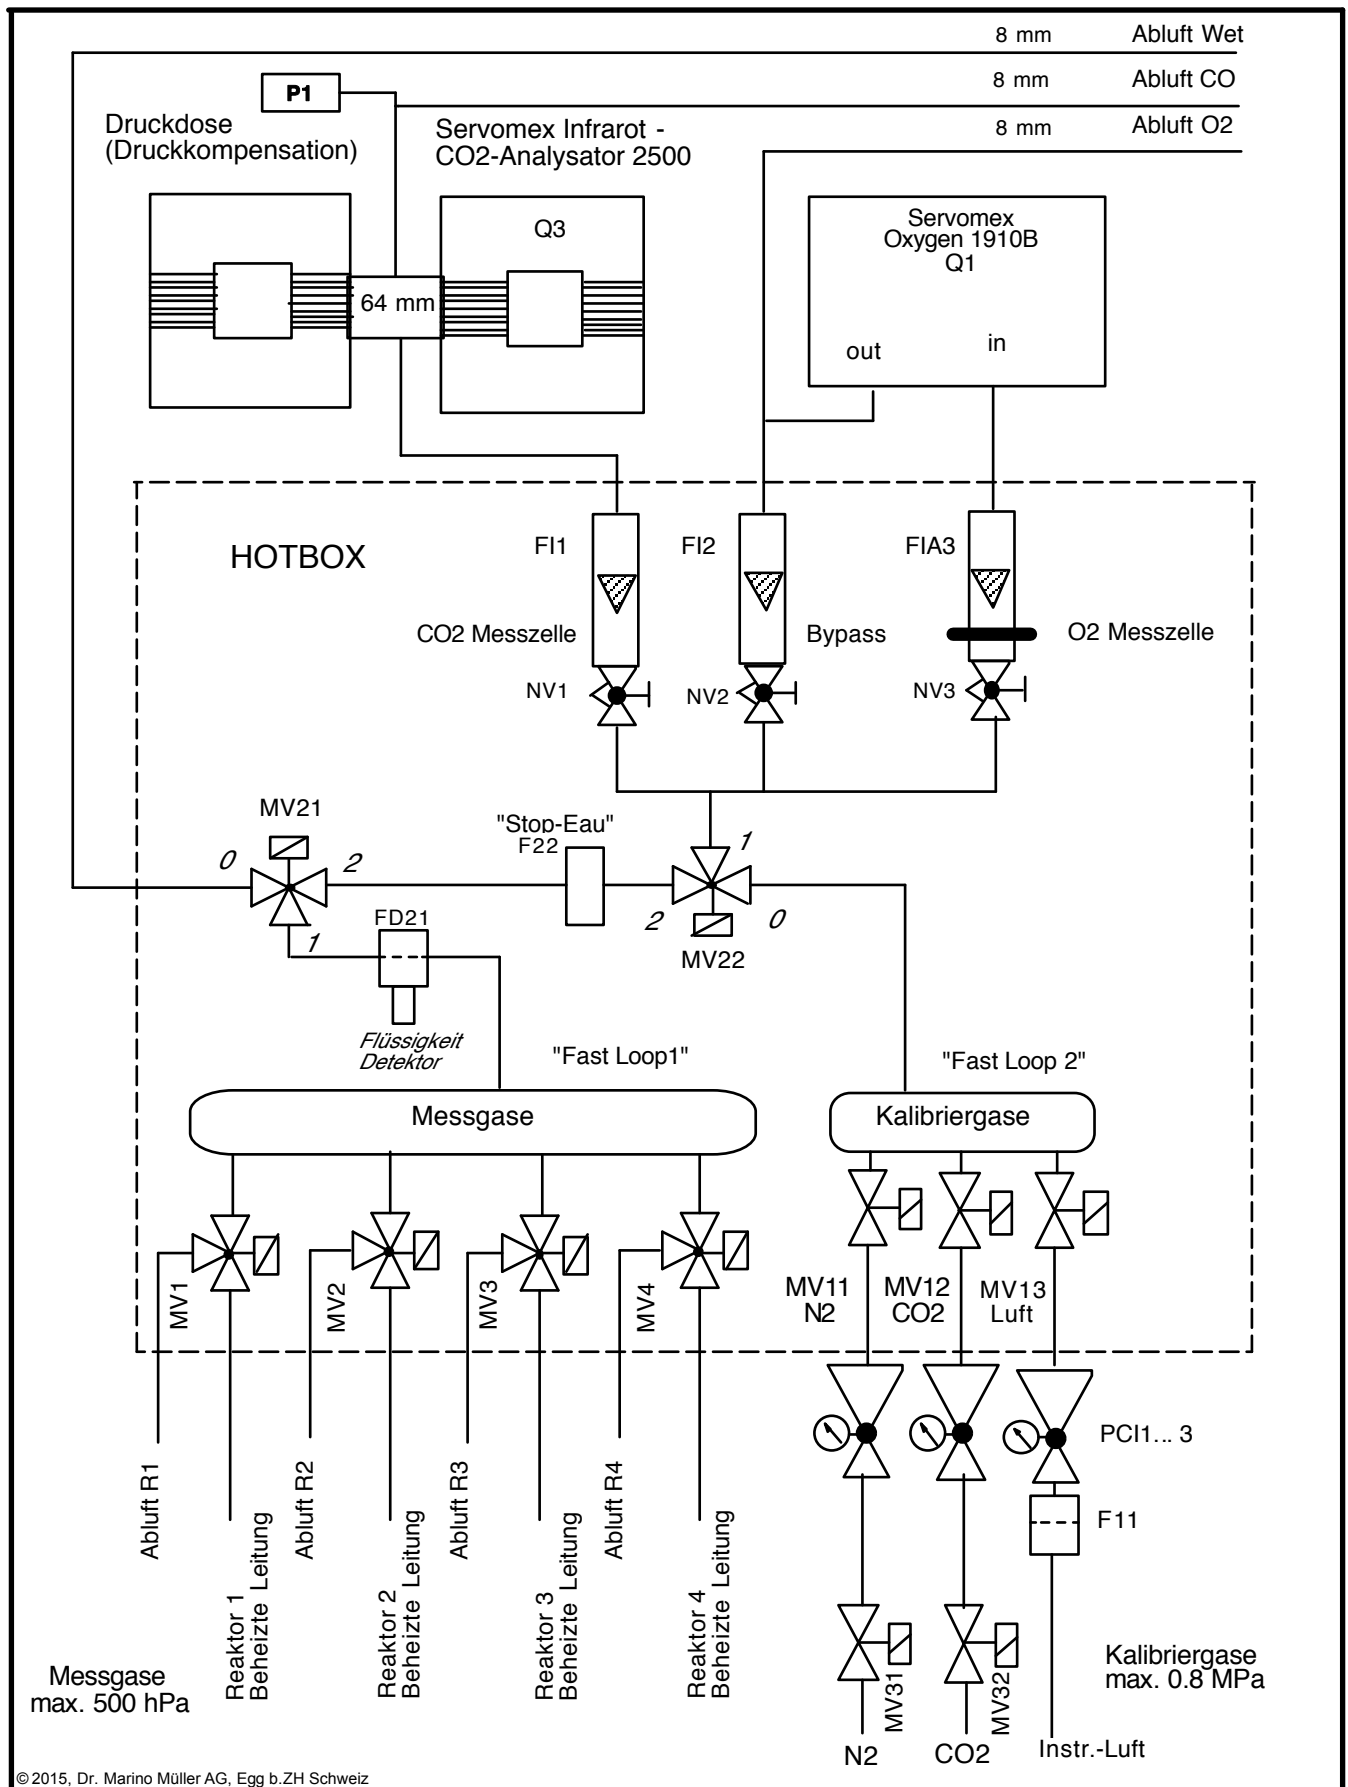 8 mm Abluft Wet
8 mm Abluft CO
8 mm Abluft O2
P1
Druckdose
(Druckkompensation)
Servomex Infrarot -
CO2-Analysator 2500
Q3
64 mm
Servomex
Oxygen 1910B
Q1
out
in
HOTBOX
FI1
FI2
FIA3
CO2 Messzelle
Bypass
O2 Messzelle
NV1
NV2
NV3
MV21
"Stop-Eau"
F22
0
2
1
1
2
0
MV22
FD21
Flüssigkeit
Detektor
"Fast Loop1"
"Fast Loop 2"
Messgase
Kalibriergase
MV1
MV2
MV3
MV4
MV11
N2
MV12
CO2
MV13
Luft
PCI1... 3
F11
Abluft R1
Reaktor 1
Beheizte Leitung
Abluft R2
Reaktor 2
Beheizte Leitung
Abluft R3
Reaktor 3
Beheizte Leitung
Abluft R4
Reaktor 4
Beheizte Leitung
MV31
MV32
Messgase
max. 500 hPa
Kalibriergase
max. 0.8 MPa
N2
CO2
Instr.-Luft
©2015, Dr. Marino Müller AG, Egg b.ZH Schweiz